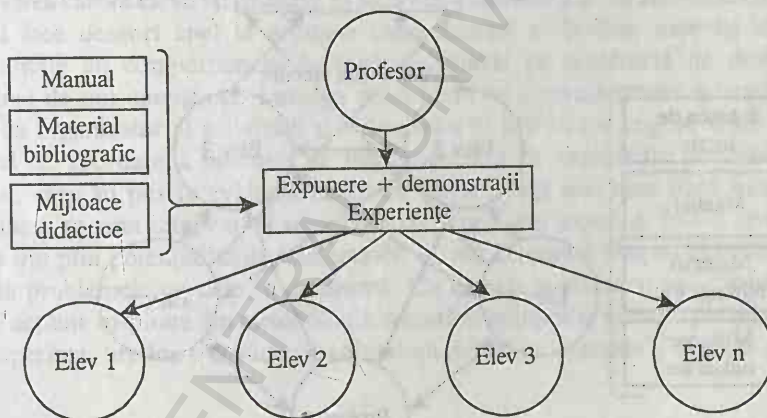 Profesor
Manual
Material
bibliografic
Mijloace
didactice
Expunere + demonstrații
Experiențe
Elev 1
Elev 2
Elev 3
Elev n